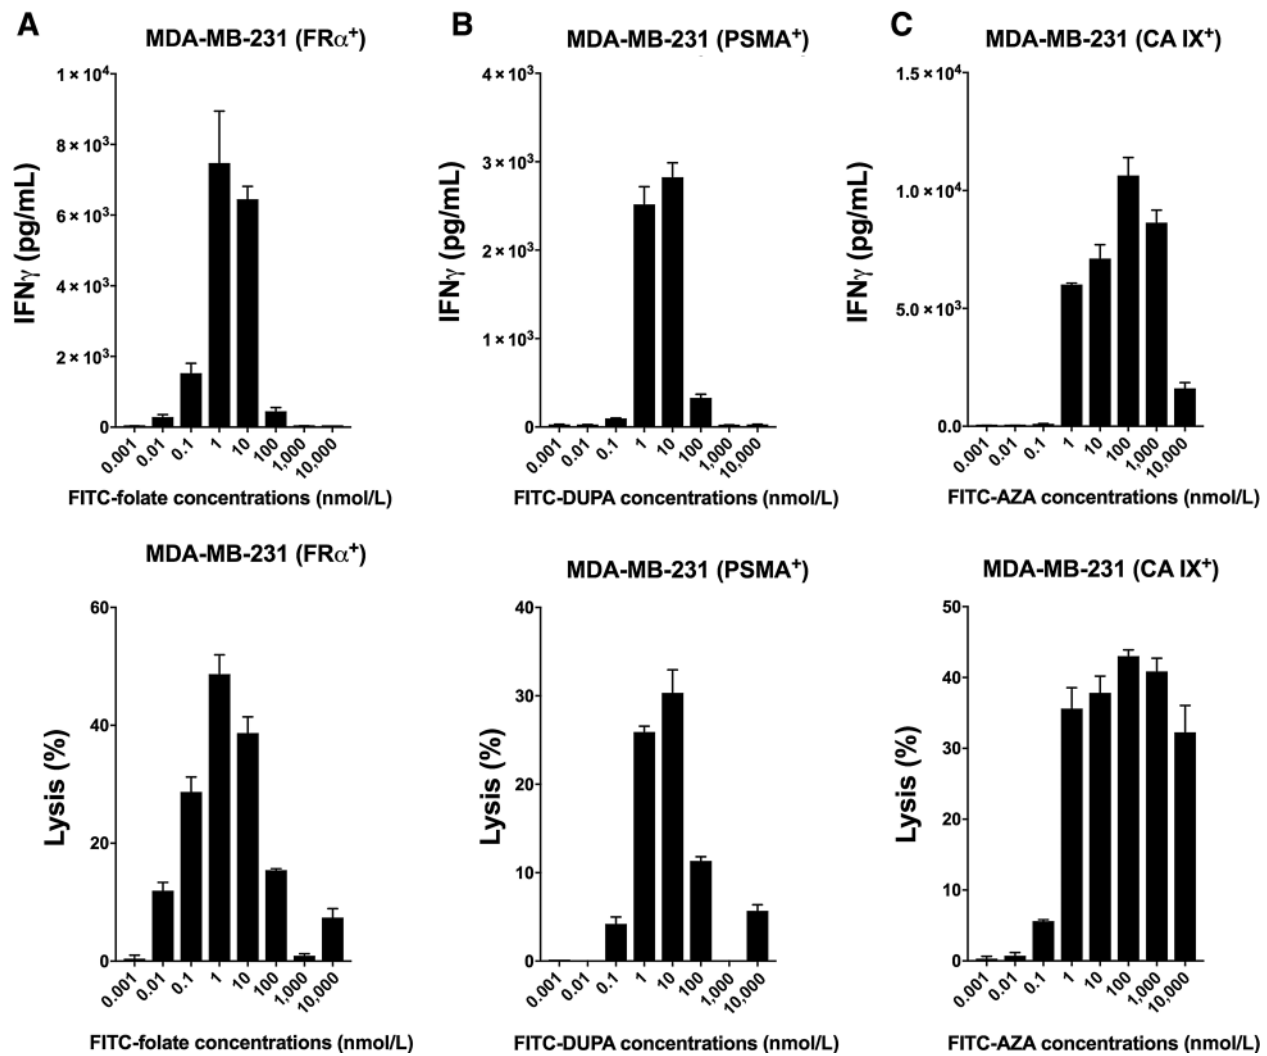 A
MDA-MB-231 (FRα⁺)
IFNγ (pg/mL)
1 × 10⁴
8 × 10³
6 × 10³
4 × 10³
2 × 10³
0
0.001 0.01 0.1 1 10 100 1,000 10,000
FITC-folate concentrations (nmol/L)
B
MDA-MB-231 (PSMA⁺)
IFNγ (pg/mL)
4 × 10³
3 × 10³
2 × 10³
1 × 10³
0
0.001 0.01 0.1 1 10 100 1,000 10,000
FITC-DUPA concentrations (nmol/L)
C
MDA-MB-231 (CA IX⁺)
IFNγ (pg/mL)
1.5 × 10⁴
1.0 × 10⁴
5.0 × 10³
0.0
0.001 0.01 0.1 1 10 100 1,000 10,000
FITC-AZA concentrations (nmol/L)
MDA-MB-231 (FRα⁺)
Lysis (%)
60
40
20
0
0.001 0.01 0.1 1 10 100 1,000 10,000
FITC-folate concentrations (nmol/L)
MDA-MB-231 (PSMA⁺)
Lysis (%)
40
30
20
10
0
0.001 0.01 0.1 1 10 100 1,000 10,000
FITC-DUPA concentrations (nmol/L)
MDA-MB-231 (CA IX⁺)
Lysis (%)
50
40
30
20
10
0
0.001 0.01 0.1 1 10 100 1,000 10,000
FITC-AZA concentrations (nmol/L)